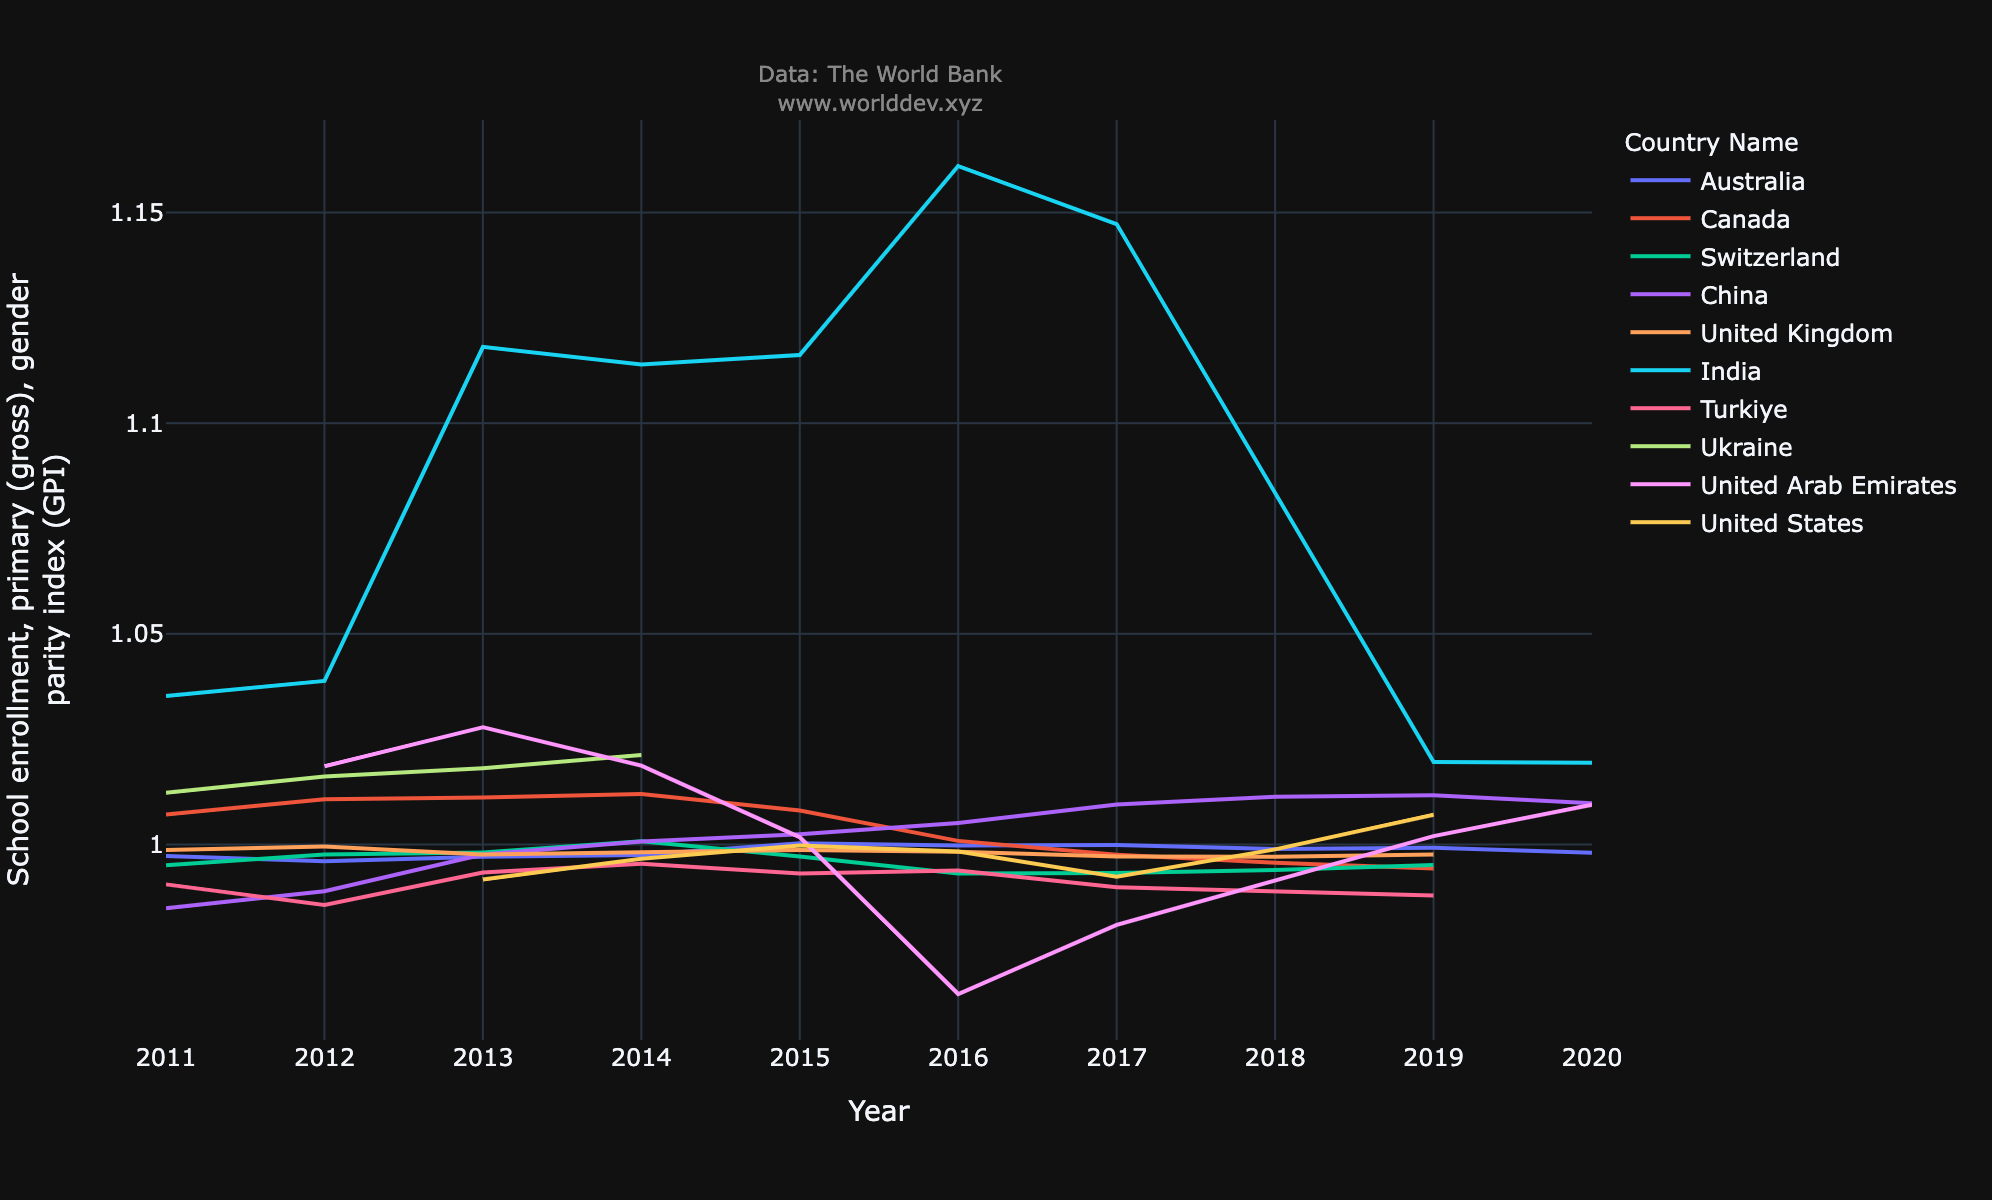 Data: The World Bank
www.worlddev.xyz
School enrollment, primary (gross), gender
parity index (GPI)
1.15
1.1
1.05
1
2011 2012 2013 2014 2015 2016 2017 2018 2019 2020
Year
Country Name
Australia
Canada
Switzerland
China
United Kingdom
India
Turkiye
Ukraine
United Arab Emirates
United States